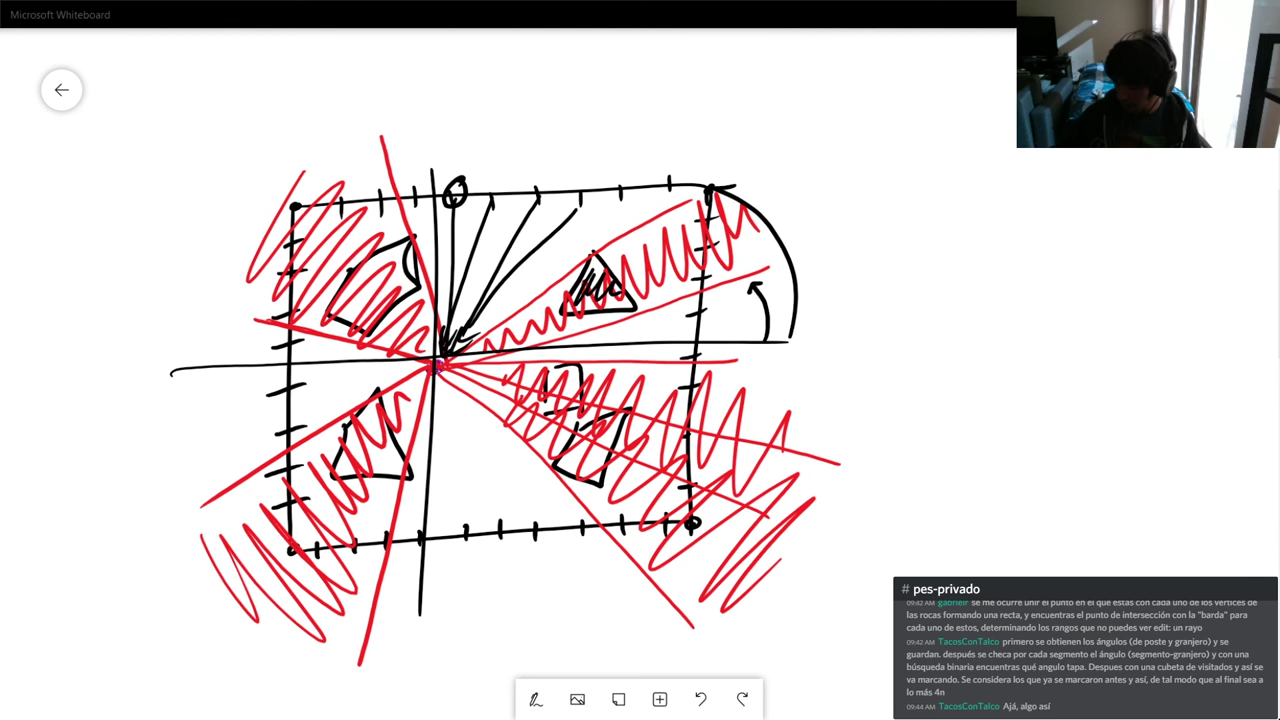 Microsoft Whiteboard
# pes-privado
09:42 AM gabrielr se me ocurre unir el punto en el que estas con cada uno de los vertices de
las rocas formando una recta, y encuentras el punto de intersección con la "barda" para
cada uno de estos, determinando los rangos que no puedes ver edit: un rayo
09:42 AM TacosConTalco primero se obtienen los ángulos (de poste y granjero) y se
guardan. después se checa por cada segmento el ángulo (segmento-granjero) y con una
búsqueda binaria encuentras qué angulo tapa. Despues con una cubeta de visitados y así se
va marcando. Se considera los que ya se marcaron antes y así, de tal modo que al final sea a
lo más 4n
09:44 AM TacosConTalco Ajá, algo así